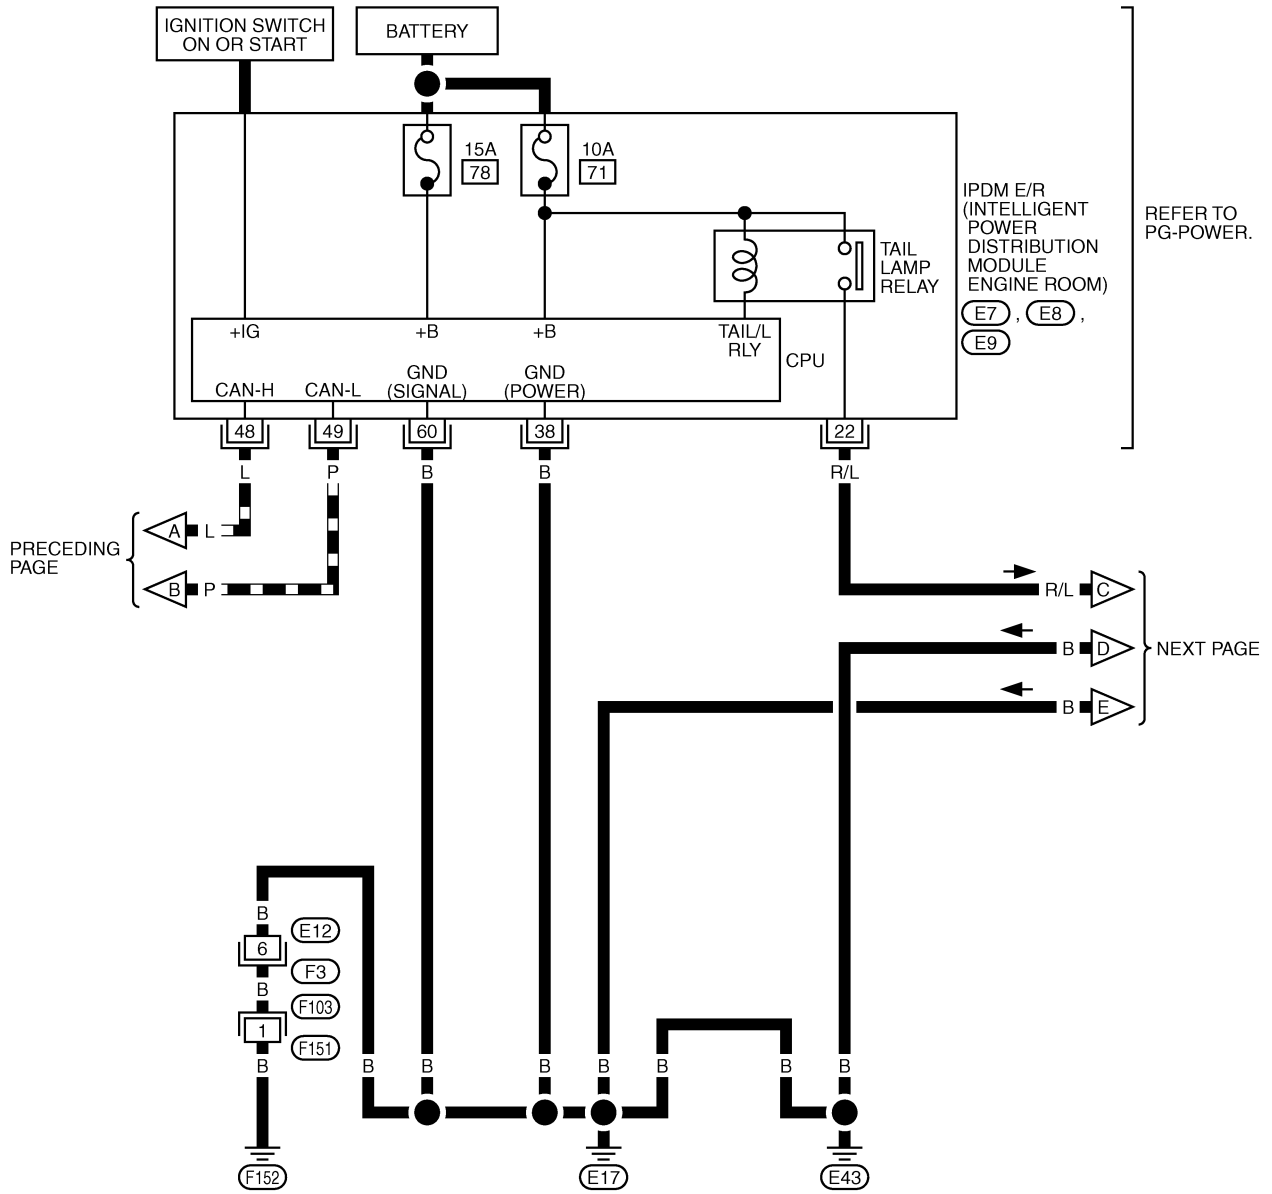 IGNITION SWITCH
ON OR START
BATTERY
15A
78
10A
71
TAIL
LAMP
RELAY
IPDM E/R
(INTELLIGENT
POWER
DISTRIBUTION
MODULE
ENGINE ROOM)
E7 , E8 ,
E9
REFER TO
PG-POWER.
+IG
+B
+B
TAIL/L
RLY
CPU
CAN-H
CAN-L
GND
(SIGNAL)
GND
(POWER)
48
49
60
38
22
L
P
B
B
R/L
PRECEDING
PAGE
A L
B P
R/L C
B D
B E
NEXT PAGE
B
6
E12
F3
B
F103
1
F151
B
B
B
B
B
B
B
B
F152
E17
E43